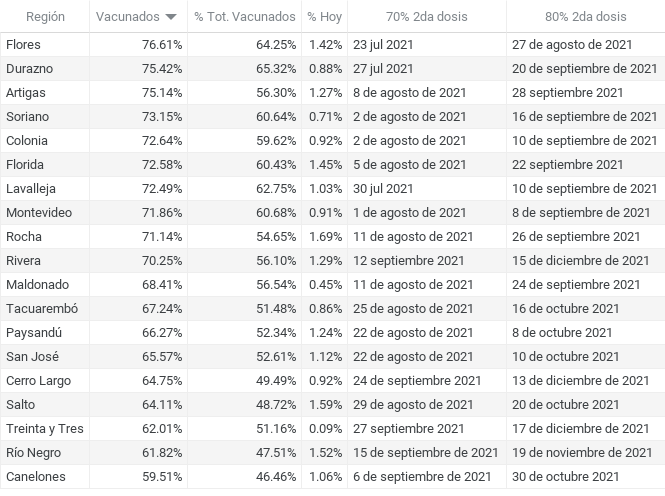 Región Vacunados % Tot. Vacunados % Hoy 70% 2da dosis 80% 2da dosis
Flores 76.61% 64.25% 1.42% 23 jul 2021 27 de agosto de 2021
Durazno 75.42% 65.32% 0.88% 27 jul 2021 20 de septiembre de 2021
Artigas 75.14% 56.30% 1.27% 8 de agosto de 2021 28 septiembre 2021
Soriano 73.15% 60.64% 0.71% 2 de agosto de 2021 16 de septiembre de 2021
Colonia 72.64% 59.62% 0.92% 2 de agosto de 2021 10 de septiembre de 2021
Florida 72.58% 60.43% 1.45% 5 de agosto de 2021 22 septiembre 2021
Lavalleja 72.49% 62.75% 1.03% 30 jul 2021 10 de septiembre de 2021
Montevideo 71.86% 60.68% 0.91% 1 de agosto de 2021 8 de septiembre de 2021
Rocha 71.14% 54.65% 1.69% 11 de agosto de 2021 26 de septiembre 2021
Rivera 70.25% 56.10% 1.29% 12 septiembre 2021 15 de diciembre de 2021
Maldonado 68.41% 56.54% 0.45% 11 de agosto de 2021 24 de septiembre 2021
Tacuarembó 67.24% 51.48% 0.86% 25 de agosto de 2021 16 de octubre 2021
Paysandú 66.27% 52.34% 1.24% 22 de agosto de 2021 8 de octubre 2021
San José 65.57% 52.61% 1.12% 22 de agosto de 2021 10 de octubre 2021
Cerro Largo 64.75% 49.49% 0.92% 24 de septiembre 2021 13 de diciembre de 2021
Salto 64.11% 48.72% 1.59% 29 de agosto de 2021 20 de octubre 2021
Treinta y Tres 62.01% 51.16% 0.09% 27 septiembre 2021 17 de diciembre de 2021
Río Negro 61.82% 47.51% 1.52% 15 de septiembre de 2021 19 de noviembre de 2021
Canelones 59.51% 46.46% 1.06% 6 de septiembre de 2021 30 de octubre 2021